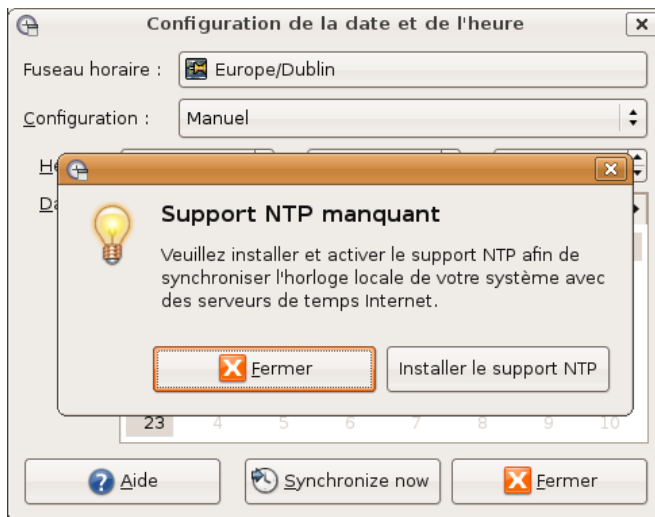 Configuration de la date et de l'heure
Fuseau horaire : Europe/Dublin
Configuration : Manuel
Support NTP manquant
Veuillez installer et activer le support NTP afin de
synchroniser l'horloge locale de votre système avec
des serveurs de temps Internet.
Fermer Installer le support NTP
23 4 5 6 7 8 9 10
Aide Synchronize now Fermer